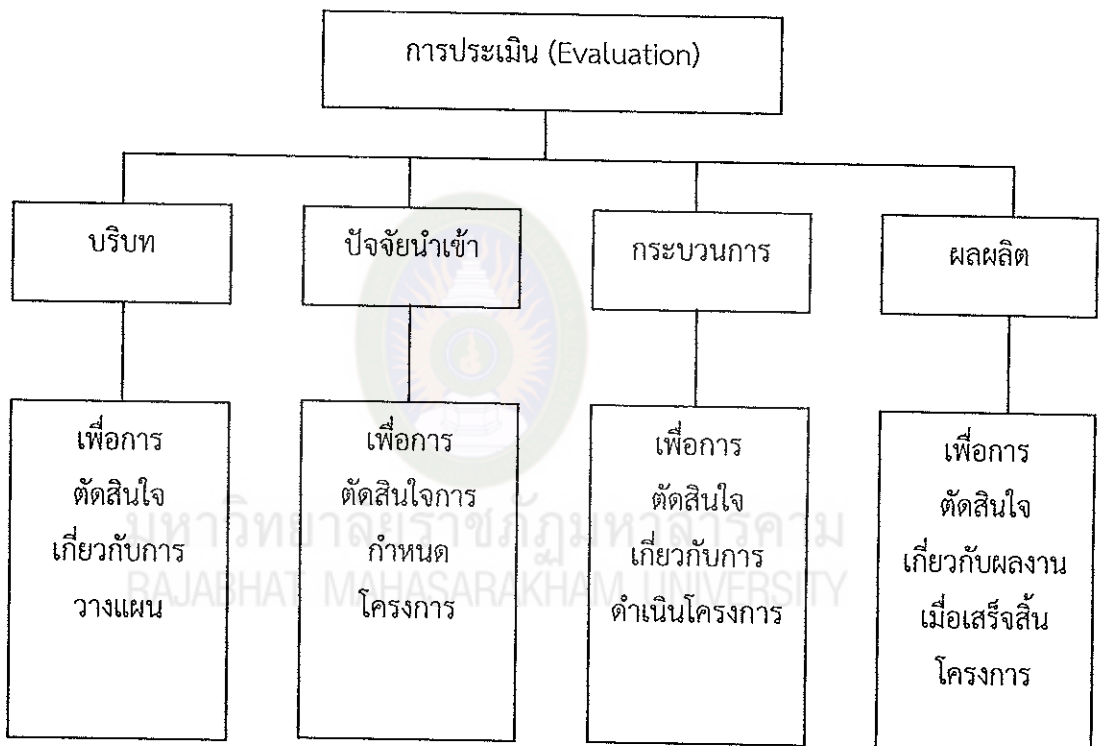 การประเมิน (Evaluation)
บริบท
ปัจจัยนำเข้า
กระบวนการ
ผลผลิต
เพื่อการ
ตัดสินใจ
เกี่ยวกับการ
วางแผน
เพื่อการ
ตัดสินใจการ
กำหนด
โครงการ
เพื่อการ
ตัดสินใจ
เกี่ยวกับการ
ดำเนินโครงการ
เพื่อการ
ตัดสินใจ
เกี่ยวกับผลงาน
เมื่อเสร็จสิ้น
โครงการ
มหาวิทยาลัยราชภัฏมหาสารคาม
RAJABHAT MAHASARAKHAM UNIVERSITY